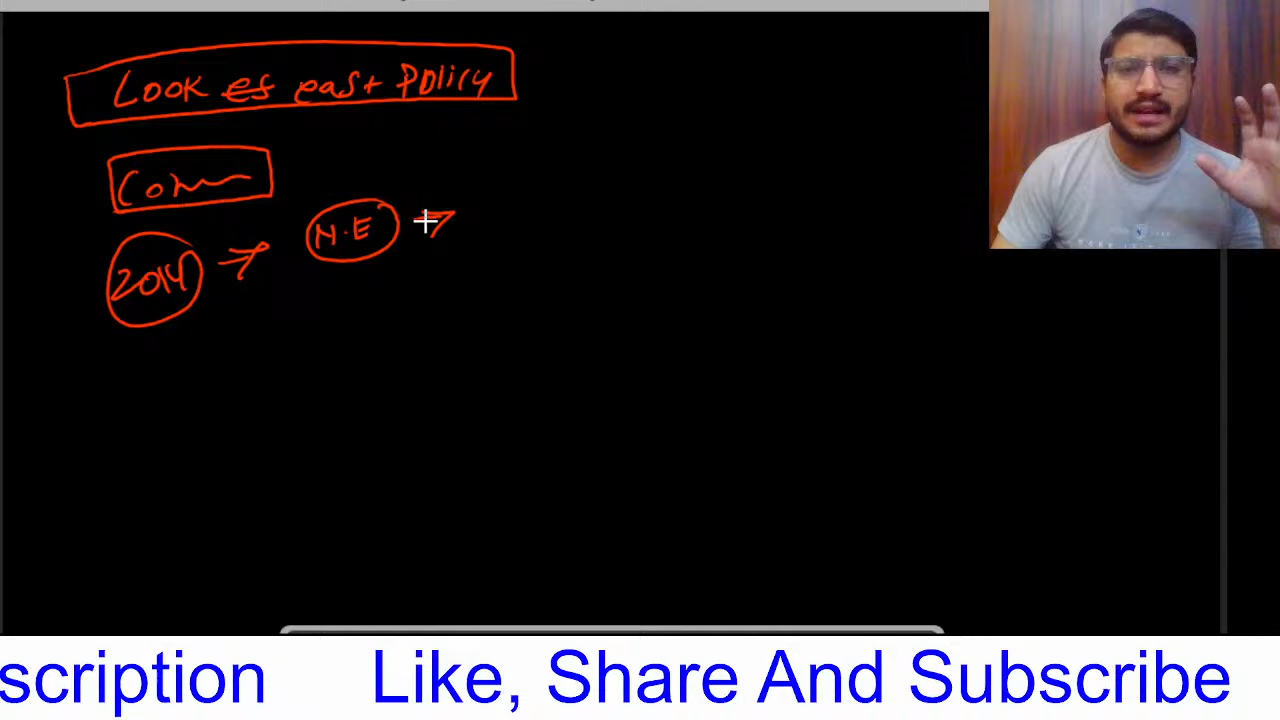 Look es east Policy
2014 → N.E →
scription Like, Share And Subscribe